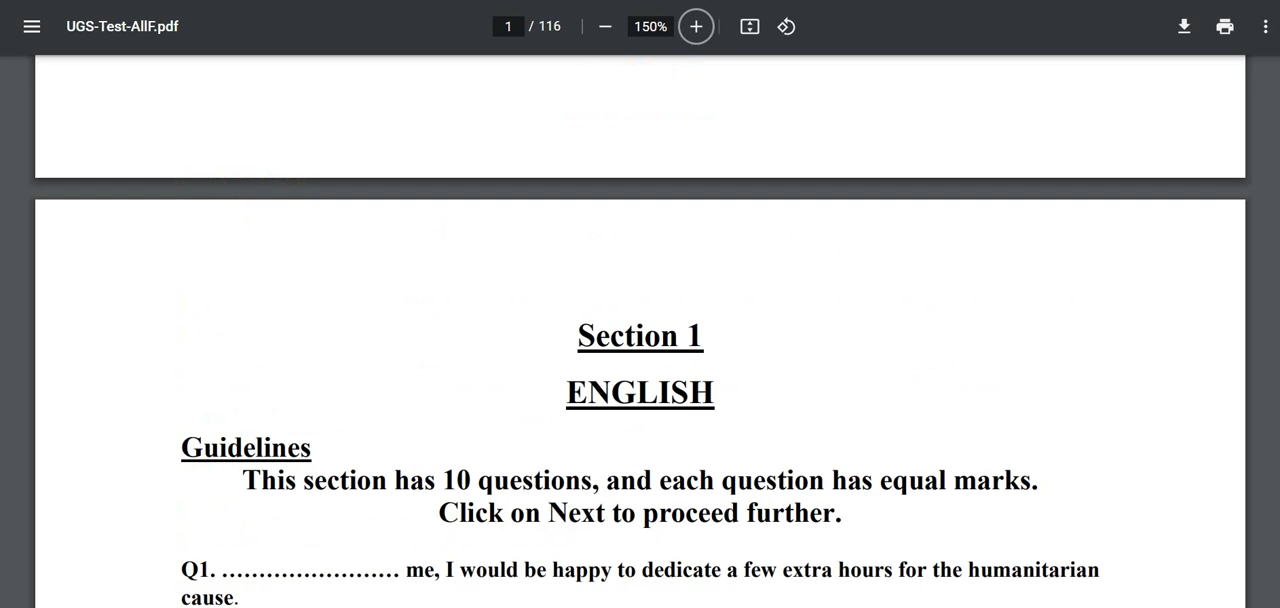 UGS-Test-AllF.pdf
1 / 116
150%
Section 1
ENGLISH
Guidelines
This section has 10 questions, and each question has equal marks.
Click on Next to proceed further.
Q1. ........................ me, I would be happy to dedicate a few extra hours for the humanitarian
cause.